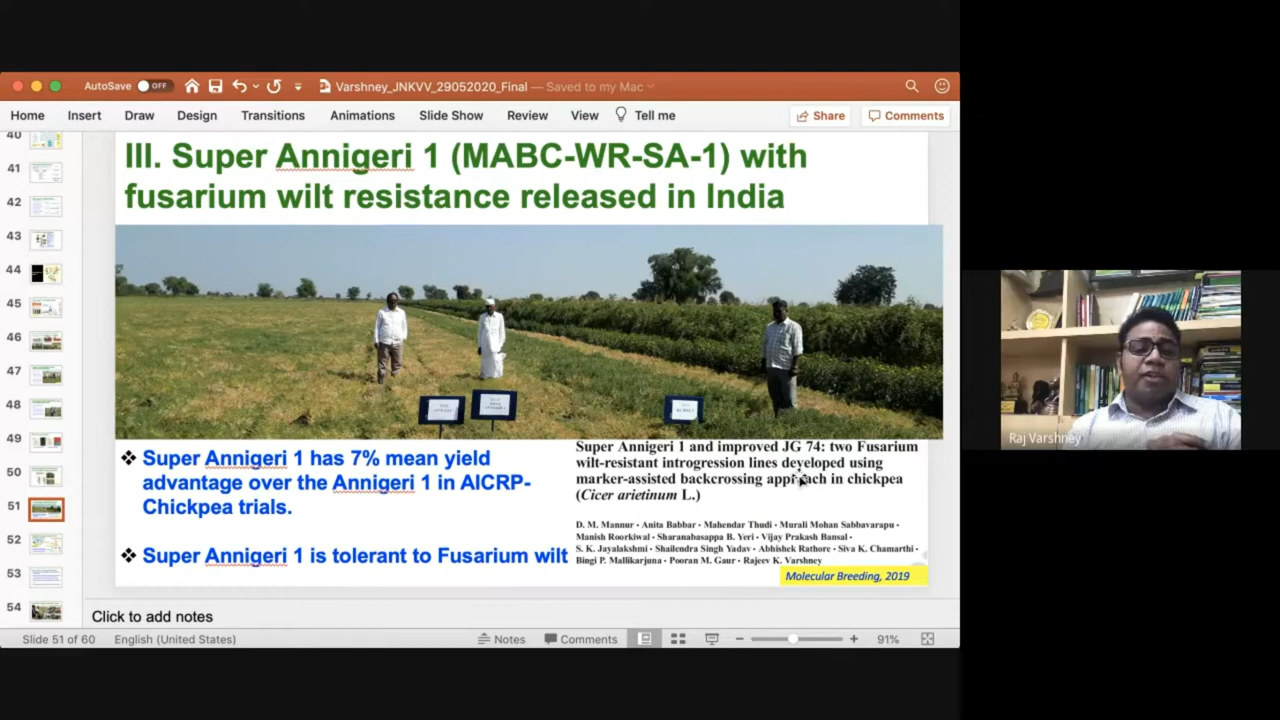 AutoSave OFF
Varshney_JNKVV_29052020_Final — Saved to my Mac
Home Insert Draw Design Transitions Animations Slide Show Review View Tell me Share Comments
40
41
42
43
44
45
46
47
48
49
50
51
52
53
54
III. Super Annigeri 1 (MABC-WR-SA-1) with
fusarium wilt resistance released in India
❖ Super Annigeri 1 has 7% mean yield
advantage over the Annigeri 1 in AICRP-
Chickpea trials.
❖ Super Annigeri 1 is tolerant to Fusarium wilt
Super Annigeri 1 and improved JG 74: two Fusarium
wilt-resistant introgression lines developed using
marker-assisted backcrossing approach in chickpea
(Cicer arietinum L.)
D. M. Mannur • Anita Babbar • Mahendar Thudi • Murali Mohan Sabbavarapu •
Manish Roorkiwal • Sharanabasappa B. Yeri • Vijay Prakash Bansal •
S. K. Jayalakshmi • Shailendra Singh Yadav • Abhishek Rathore • Siva K. Chamarthi •
Bingi P. Mallikarjuna • Pooran M. Gaur • Rajeev K. Varshney
Molecular Breeding, 2019
Raj Varshney
Click to add notes
Slide 51 of 60 English (United States) Notes Comments 91%